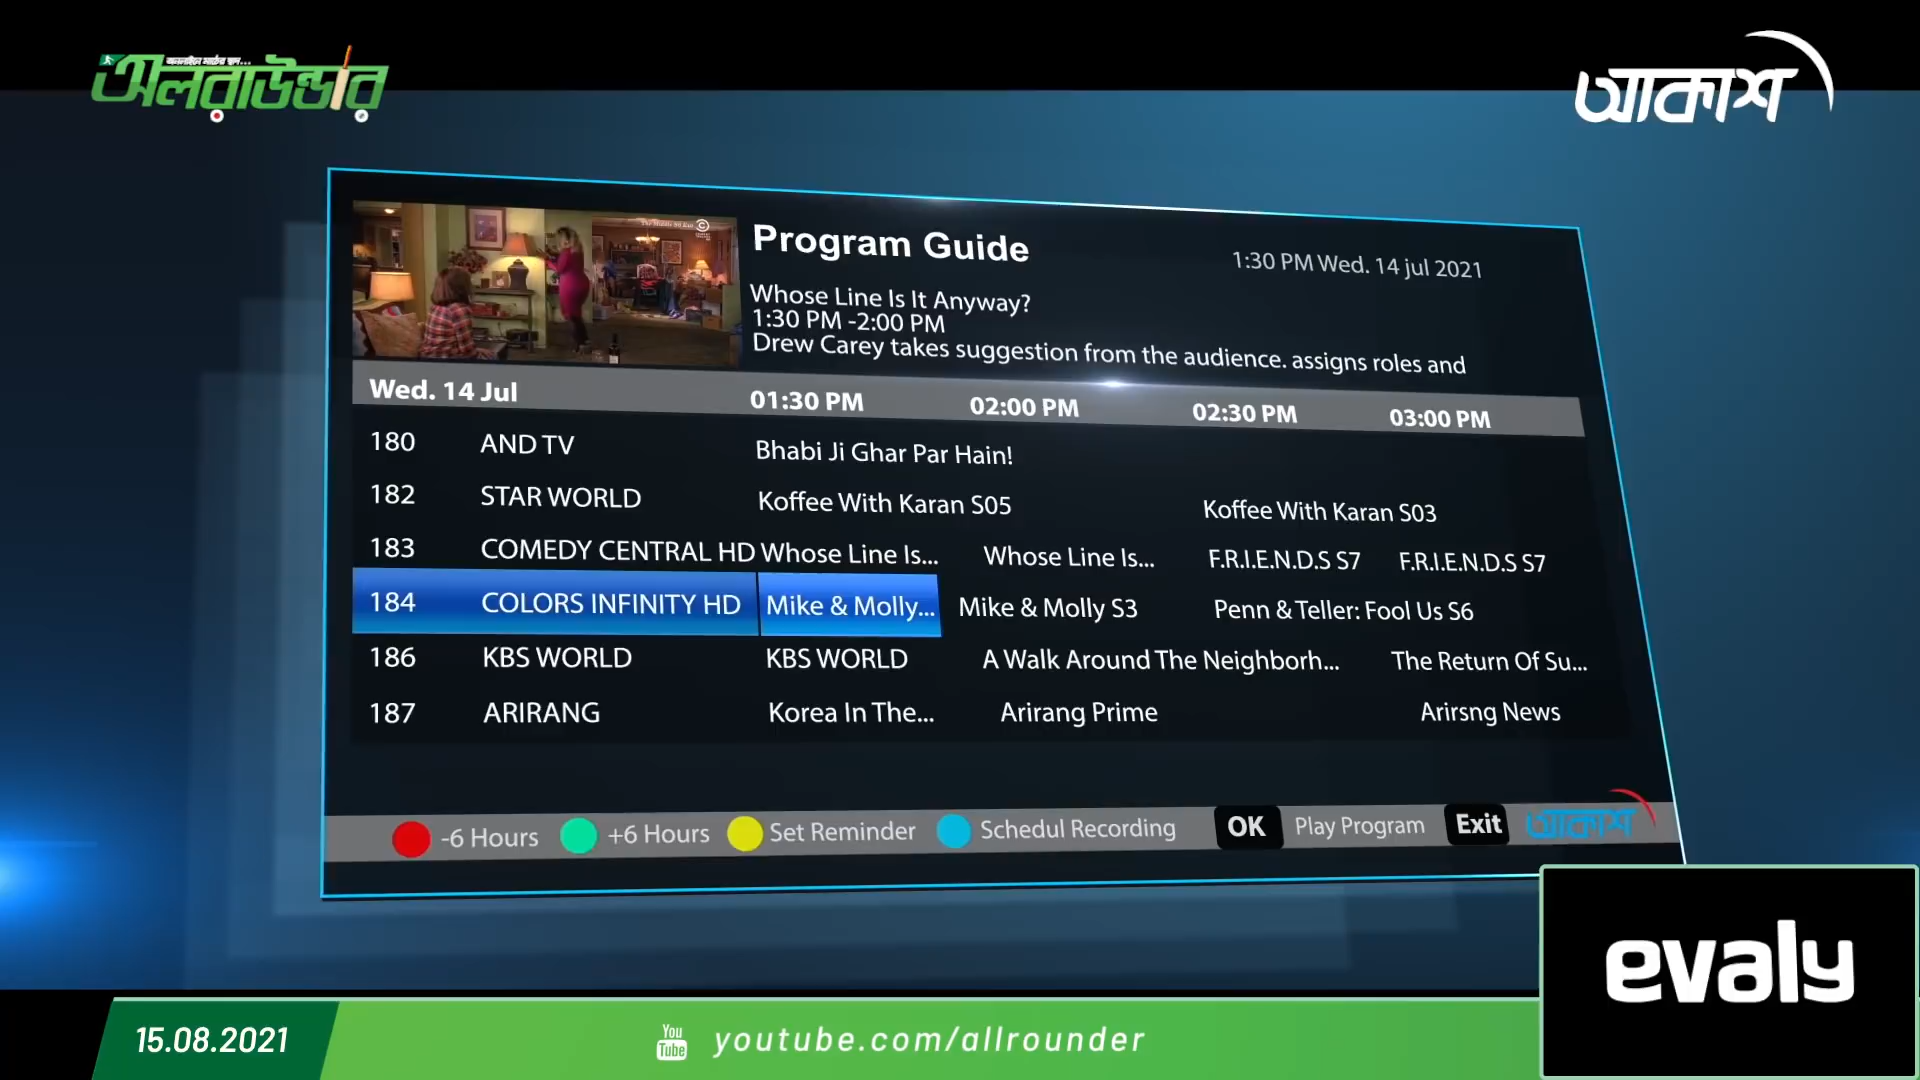 অলরাউন্ডার
আকাশ
Program Guide
1:30 PM Wed. 14 jul 2021
Whose Line Is It Anyway?
1:30 PM -2:00 PM
Drew Carey takes suggestion from the audience. assigns roles and
Wed. 14 Jul 01:30 PM 02:00 PM 02:30 PM 03:00 PM
180 AND TV Bhabi Ji Ghar Par Hain!
182 STAR WORLD Koffee With Karan S05 Koffee With Karan S03
183 COMEDY CENTRAL HD Whose Line Is... Whose Line Is... F.R.I.E.N.D.S S7 F.R.I.E.N.D.S S7
184 COLORS INFINITY HD Mike & Molly... Mike & Molly S3 Penn & Teller: Fool Us S6
186 KBS WORLD KBS WORLD A Walk Around The Neighborh... The Return Of Su...
187 ARIRANG Korea In The... Arirang Prime Arirsng News
-6 Hours +6 Hours Set Reminder Schedul Recording OK Play Program Exit আকাশ
evaly
15.08.2021 You Tube youtube.com/allrounder